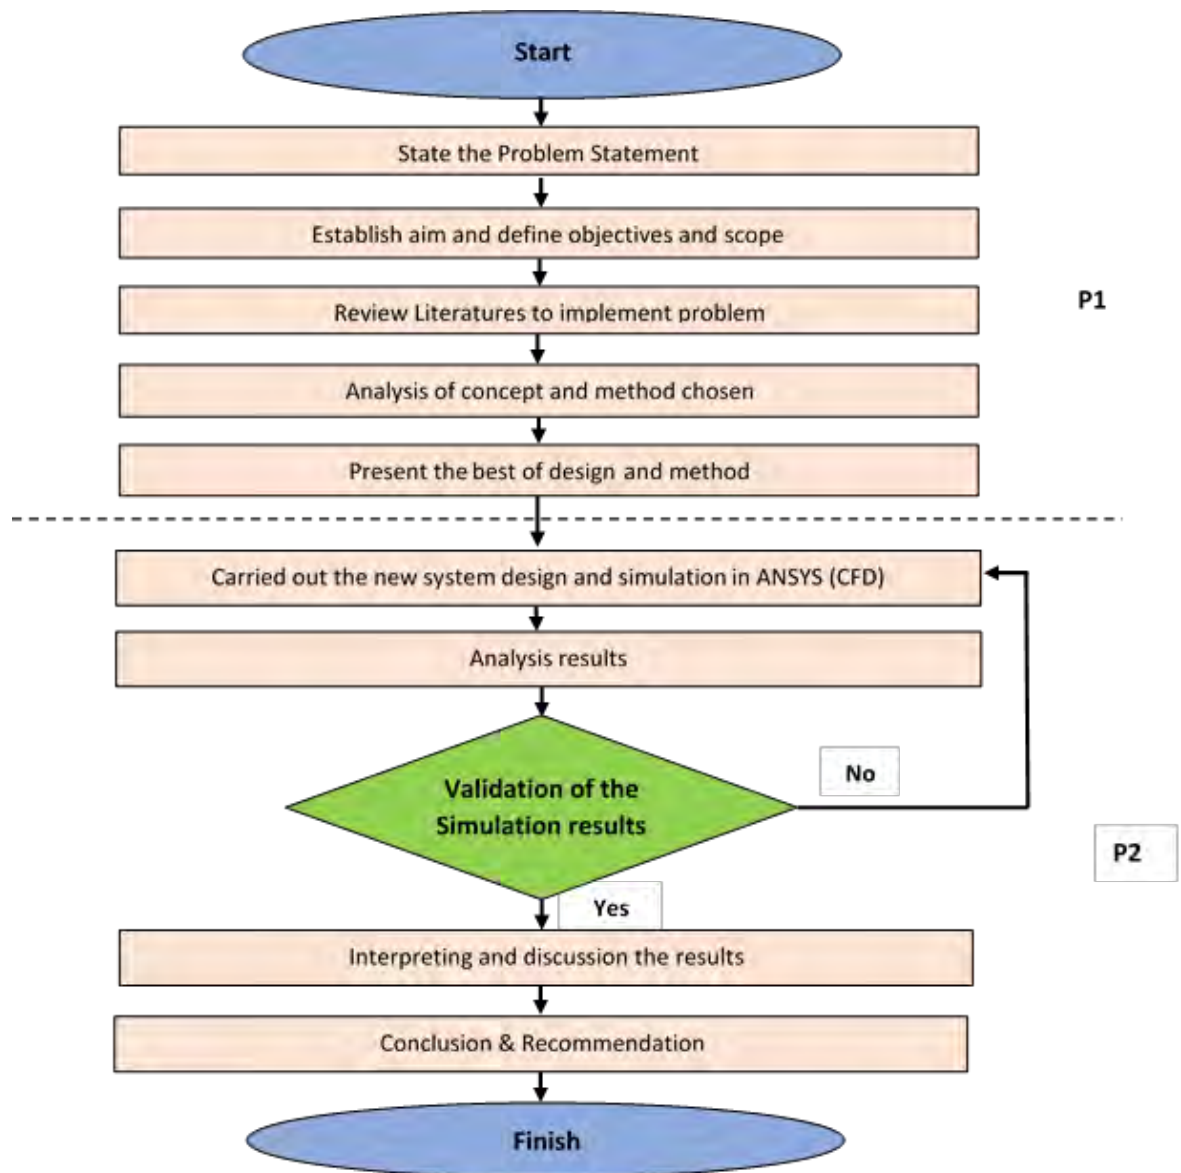 Start
State the Problem Statement
Establish aim and define objectives and scope
Review Literatures to implement problem
P1
Analysis of concept and method chosen
Present the best of design and method
Carried out the new system design and simulation in ANSYS (CFD)
Analysis results
Validation of the
Simulation results
No
P2
Yes
Interpreting and discussion the results
Conclusion & Recommendation
Finish